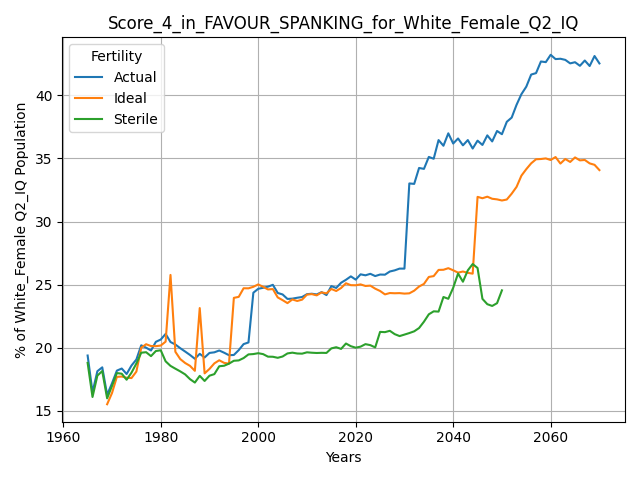 Score_4_in_FAVOUR_SPANKING_for_White_Female_Q2_IQ
Fertility
Actual
Ideal
Sterile
% of White_Female Q2_IQ Population
40
35
30
25
20
15
1960
1980
2000
2020
2040
2060
Years